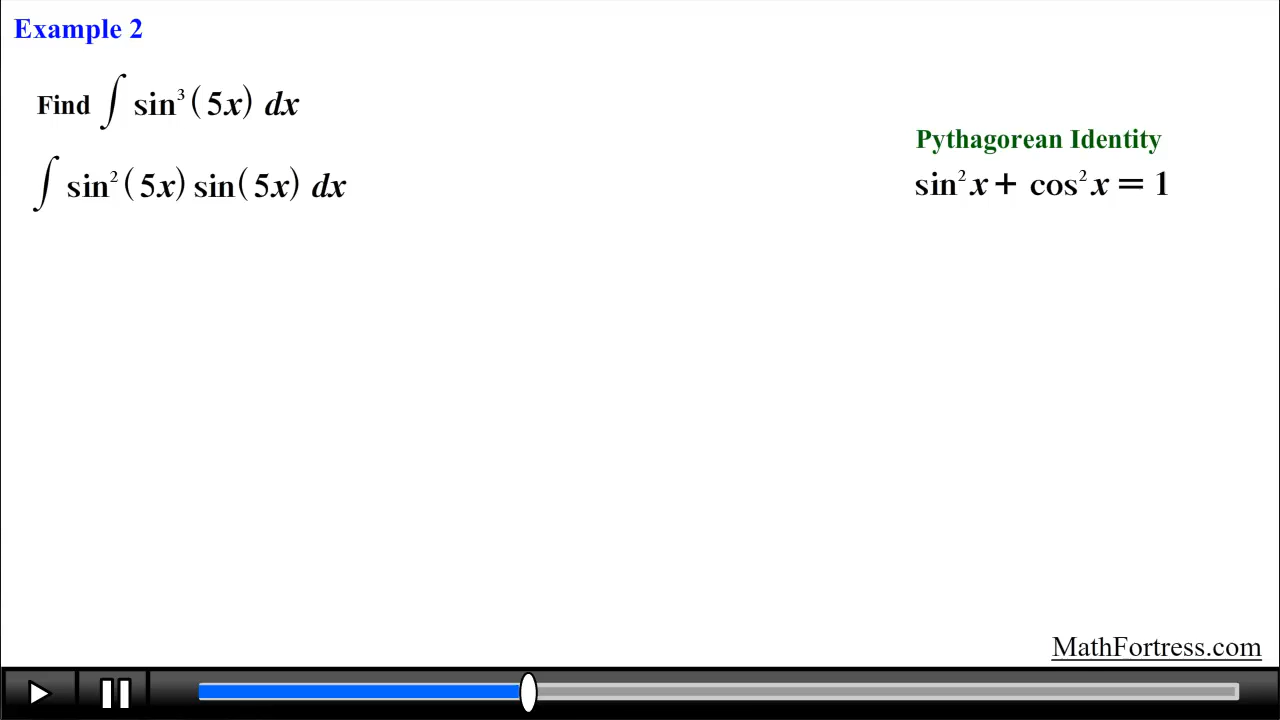 Example 2
Find ∫ sin³(5x) dx
∫ sin²(5x) sin(5x) dx
Pythagorean Identity
sin²x + cos²x = 1
MathFortress.com